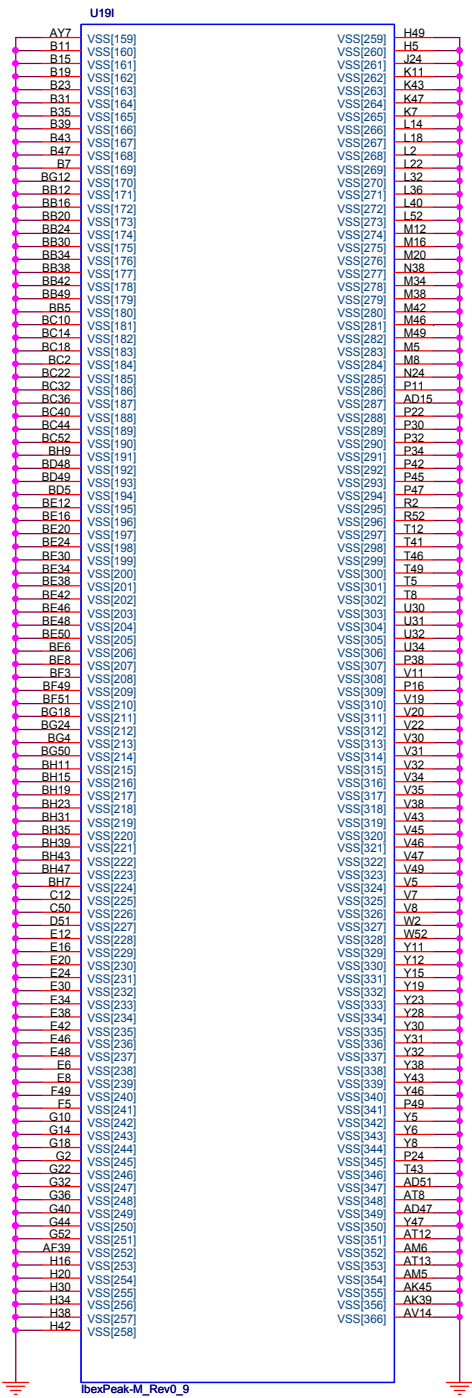 U19I
AY7 VSS[159] VSS[259] H49
B11 VSS[160] VSS[260] H5
B15 VSS[161] VSS[261] J24
B19 VSS[162] VSS[262] K11
B23 VSS[163] VSS[263] K43
B31 VSS[164] VSS[264] K47
B35 VSS[165] VSS[265] K7
B39 VSS[166] VSS[266] L14
B43 VSS[167] VSS[267] L18
B47 VSS[168] VSS[268] L2
B7 VSS[169] VSS[269] L22
BG12 VSS[170] VSS[270] L32
BB12 VSS[171] VSS[271] L36
BB16 VSS[172] VSS[272] L40
BB20 VSS[173] VSS[273] L52
BB24 VSS[174] VSS[274] M12
BB30 VSS[175] VSS[275] M16
BB34 VSS[176] VSS[276] M20
BB38 VSS[177] VSS[277] N38
BB42 VSS[178] VSS[278] M34
BB49 VSS[179] VSS[279] M38
BB5 VSS[180] VSS[280] M42
BC10 VSS[181] VSS[281] M46
BC14 VSS[182] VSS[282] M49
BC18 VSS[183] VSS[283] M5
BC2 VSS[184] VSS[284] M8
BC22 VSS[185] VSS[285] N24
BC32 VSS[186] VSS[286] P11
BC36 VSS[187] VSS[287] AD15
BC40 VSS[188] VSS[288] P22
BC44 VSS[189] VSS[289] P30
BC52 VSS[190] VSS[290] P32
BH9 VSS[191] VSS[291] P34
BD48 VSS[192] VSS[292] P42
BD49 VSS[193] VSS[293] P45
BD5 VSS[194] VSS[294] P47
BE12 VSS[195] VSS[295] R2
BE16 VSS[196] VSS[296] R52
BE20 VSS[197] VSS[297] T12
BE24 VSS[198] VSS[298] T41
BE30 VSS[199] VSS[299] T46
BE34 VSS[200] VSS[300] T49
BE38 VSS[201] VSS[301] T5
BE42 VSS[202] VSS[302] T8
BE46 VSS[203] VSS[303] U30
BE48 VSS[204] VSS[304] U31
BE50 VSS[205] VSS[305] U32
BE6 VSS[206] VSS[306] U34
BE8 VSS[207] VSS[307] P38
BF3 VSS[208] VSS[308] V11
BF49 VSS[209] VSS[309] P16
BF51 VSS[210] VSS[310] V19
BG18 VSS[211] VSS[311] V20
BG24 VSS[212] VSS[312] V22
BG4 VSS[213] VSS[313] V30
BG50 VSS[214] VSS[314] V31
BH11 VSS[215] VSS[315] V32
BH15 VSS[216] VSS[316] V34
BH19 VSS[217] VSS[317] V35
BH23 VSS[218] VSS[318] V38
BH31 VSS[219] VSS[319] V43
BH35 VSS[220] VSS[320] V45
BH39 VSS[221] VSS[321] V46
BH43 VSS[222] VSS[322] V47
BH47 VSS[223] VSS[323] V49
BH7 VSS[224] VSS[324] V5
C12 VSS[225] VSS[325] V7
C50 VSS[226] VSS[326] V8
D51 VSS[227] VSS[327] W2
E12 VSS[228] VSS[328] W52
E16 VSS[229] VSS[329] Y11
E20 VSS[230] VSS[330] Y12
E24 VSS[231] VSS[331] Y15
E30 VSS[232] VSS[332] Y19
E34 VSS[233] VSS[333] Y23
E38 VSS[234] VSS[334] Y28
E42 VSS[235] VSS[335] Y30
E46 VSS[236] VSS[336] Y31
E48 VSS[237] VSS[337] Y32
E6 VSS[238] VSS[338] Y38
E8 VSS[239] VSS[339] Y43
F49 VSS[240] VSS[340] Y46
F5 VSS[241] VSS[341] P49
G10 VSS[242] VSS[342] Y5
G14 VSS[243] VSS[343] Y6
G18 VSS[244] VSS[344] Y8
G2 VSS[245] VSS[345] P24
G22 VSS[246] VSS[346] T43
G32 VSS[247] VSS[347] AD51
G36 VSS[248] VSS[348] AT8
G40 VSS[249] VSS[349] AD47
G44 VSS[250] VSS[350] Y47
G52 VSS[251] VSS[351] AT12
AF39 VSS[252] VSS[352] AM6
H16 VSS[253] VSS[353] AT13
H20 VSS[254] VSS[354] AM5
H30 VSS[255] VSS[355] AK45
H34 VSS[256] VSS[356] AK39
H38 VSS[257] VSS[366] AV14
H42 VSS[258]
IbexPeak-M_Rev0_9